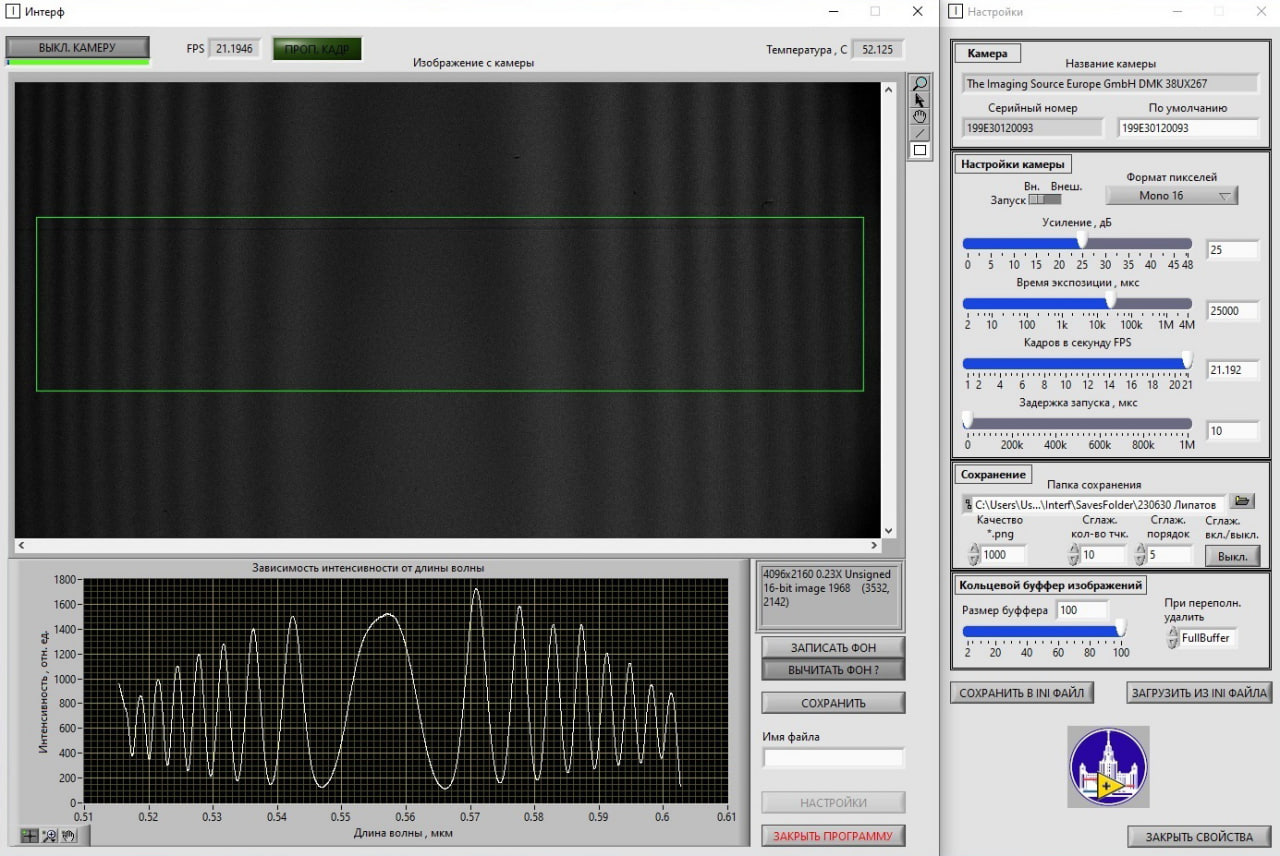 Интерф
ВЫКЛ. КАМЕРУ
FPS 21.1946
ПРОП. КАДР
Температура , С 52.125
Изображение с камеры
Зависимость интенсивности от длины волны
Интенсивность , отн. ед.
1800
1600
1400
1200
1000
800
600
400
200
0
0.51 0.52 0.53 0.54 0.55 0.56 0.57 0.58 0.59 0.6 0.61
Длина волны , мкм
4096x2160 0.23X Unsigned
16-bit image 1968 (3532,
2142)
ЗАПИСАТЬ ФОН
ВЫЧИТАТЬ ФОН ?
СОХРАНИТЬ
Имя файла
НАСТРОЙКИ
ЗАКРЫТЬ ПРОГРАММУ
Настройки
Камера
Название камеры
The Imaging Source Europe GmbH DMK 38UX267
Серийный номер По умолчанию
199E30120093 199E30120093
Настройки камеры
Вн. Внеш.
Запуск
Формат пикселей
Mono 16
Усиление , дБ
25
0 5 10 15 20 25 30 35 40 45 48
Время экспозиции , мкс
25000
2 10 100 1k 10k 100k 1M 4M
Кадров в секунду FPS
21.192
1 2 4 6 8 10 12 14 16 18 20 21
Задержка запуска , мкс
10
0 200k 400k 600k 800k 1M
Сохранение
Папка сохранения
C:\Users\Us...\Interf\SavesFolder\230630 Липатов
Качество Сглаж. Сглаж. Сглаж.
*.png кол-во тчк. порядок вкл./выкл.
1000 10 5 Выкл.
Кольцевой буффер изображений
Размер буффера 100
При переполн.
удалить
FullBuffer
2 20 40 60 80 100
СОХРАНИТЬ В INI ФАЙЛ ЗАГРУЗИТЬ ИЗ INI ФАЙЛА
ЗАКРЫТЬ СВОЙСТВА